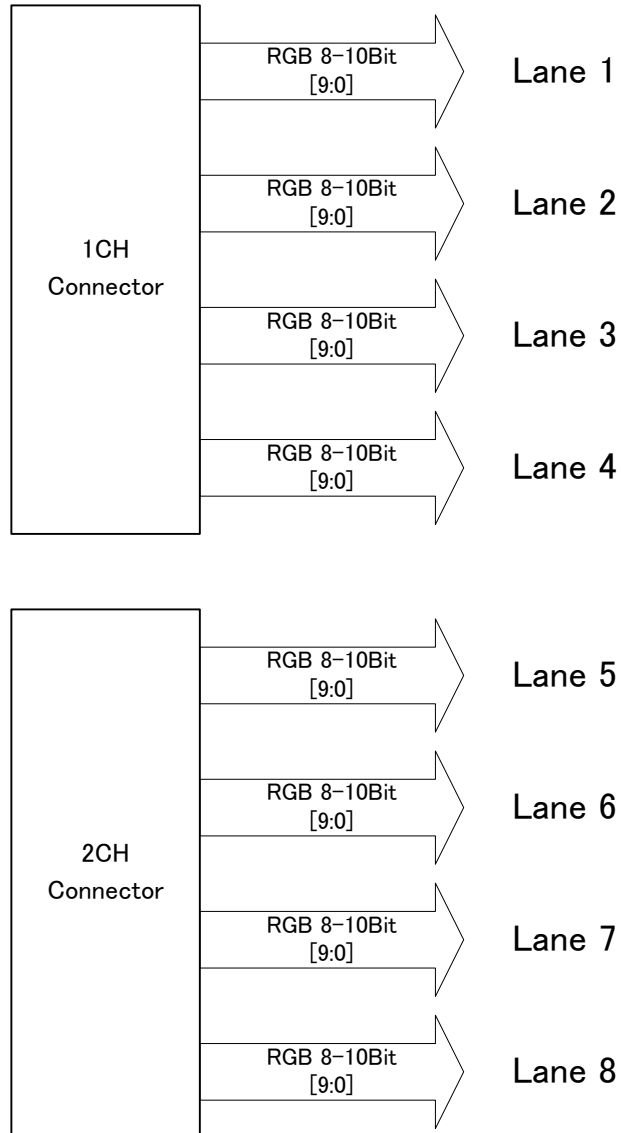 RGB 8-10Bit
[9:0]
Lane 1
RGB 8-10Bit
[9:0]
Lane 2
1CH
Connector
RGB 8-10Bit
[9:0]
Lane 3
RGB 8-10Bit
[9:0]
Lane 4
RGB 8-10Bit
[9:0]
Lane 5
RGB 8-10Bit
[9:0]
Lane 6
2CH
Connector
RGB 8-10Bit
[9:0]
Lane 7
RGB 8-10Bit
[9:0]
Lane 8